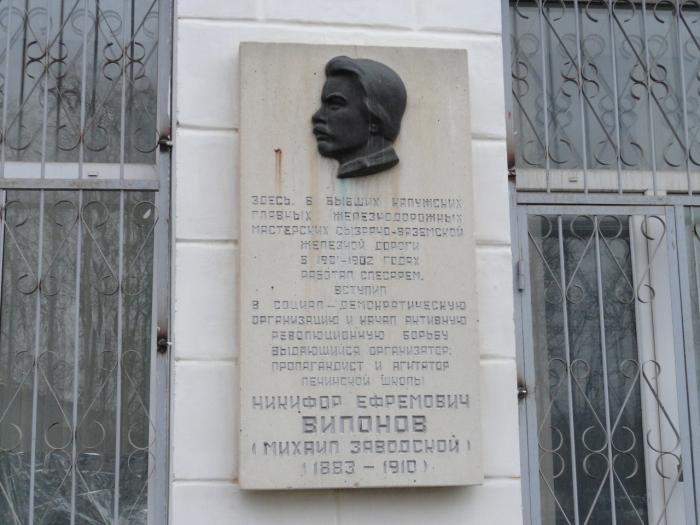 ЗДЕСЬ, В БЫВШИХ КАЛУЖСКИХ
ГЛАВНЫХ ЖЕЛЕЗНОДОРОЖНЫХ
МАСТЕРСКИХ СЫЗРАНО-ВЯЗЕМСКОЙ
ЖЕЛЕЗНОЙ ДОРОГИ
В 1901-1902 ГОДАХ
РАБОТАЛ СЛЕСАРЕМ,
ВСТУПИЛ
В СОЦИАЛ-ДЕМОКРАТИЧЕСКУЮ
ОРГАНИЗАЦИЮ И НАЧАЛ АКТИВНУЮ
РЕВОЛЮЦИОННУЮ БОРЬБУ
ВЫДАЮЩИЙСЯ ОРГАНИЗАТОР,
ПРОПАГАНДИСТ И АГИТАТОР
ЛЕНИНСКОЙ ШКОЛЫ
НИКИФОР ЕФРЕМОВИЧ
ВИЛОНОВ
(МИХАИЛ ЗАВОДСКОЙ)
(1883-1910)